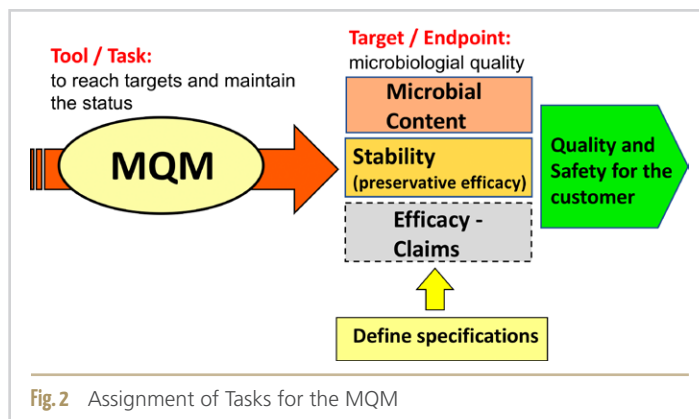 Tool / Task:
to reach targets and maintain
the status
MQM
Target / Endpoint:
microbiologial quality
Microbial
Content
Stability
(preservative efficacy)
Efficacy -
Claims
Define specifications
Quality and
Safety for the
customer
Fig. 2 Assignment of Tasks for the MQM